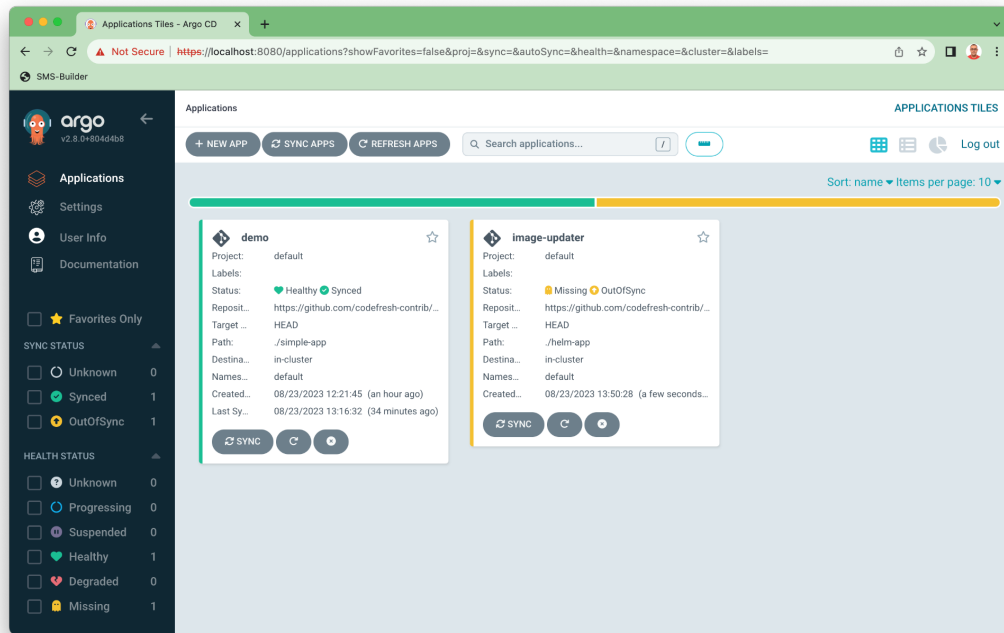 Applications Tiles - Argo CD
Not Secure | https://localhost:8080/applications?showFavorites=false&proj=&sync=&autoSync=&health=&namespace=&cluster=&labels=
SMS-Builder
argo
v2.8.0+804d4b8
Applications
Settings
User Info
Documentation
Favorites Only
SYNC STATUS
Unknown 0
Synced 1
OutOfSync 1
HEALTH STATUS
Unknown 0
Progressing 0
Suspended 0
Healthy 1
Degraded 0
Missing 1
Applications
APPLICATIONS TILES
+ NEW APP SYNC APPS REFRESH APPS Search applications... / Log out
Sort: name Items per page: 10
demo
Project: default
Labels:
Status: Healthy Synced
Reposit... https://github.com/codefresh-contrib/...
Target ... HEAD
Path: ./simple-app
Destina... in-cluster
Names... default
Created... 08/23/2023 12:21:45 (an hour ago)
Last Sy... 08/23/2023 13:16:32 (34 minutes ago)
SYNC
image-updater
Project: default
Labels:
Status: Missing OutOfSync
Reposit... https://github.com/codefresh-contrib/...
Target ... HEAD
Path: ./helm-app
Destina... in-cluster
Names... default
Created... 08/23/2023 13:50:28 (a few seconds...
SYNC